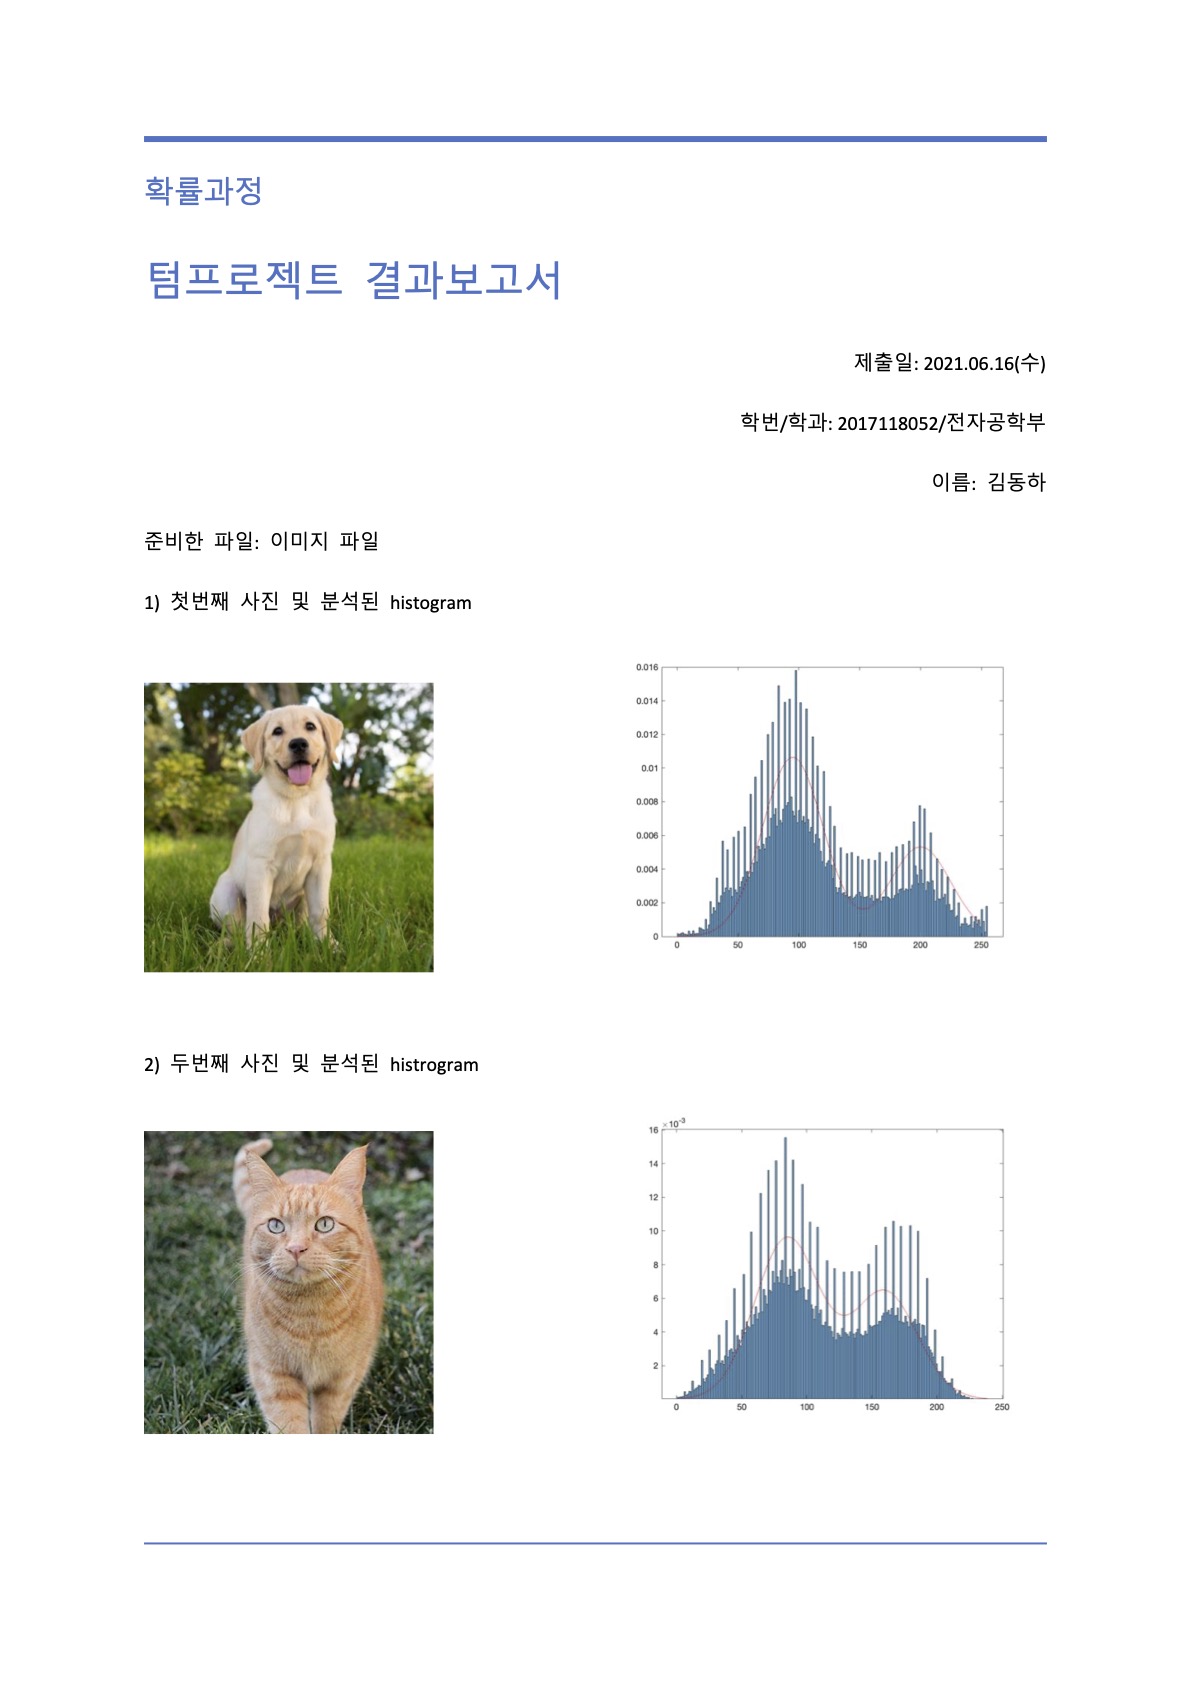 확률과정
텀프로젝트 결과보고서
제출일: 2021.06.16(수)
학번/학과: 2017118052/전자공학부
이름: 김동하
준비한 파일: 이미지 파일
1) 첫번째 사진 및 분석된 histogram
0.016
0.014
0.012
0.01
0.008
0.006
0.004
0.002
0
0 50 100 150 200 250
2) 두번째 사진 및 분석된 histrogram
×10-3
16
14
12
10
8
6
4
2
0 50 100 150 200 250